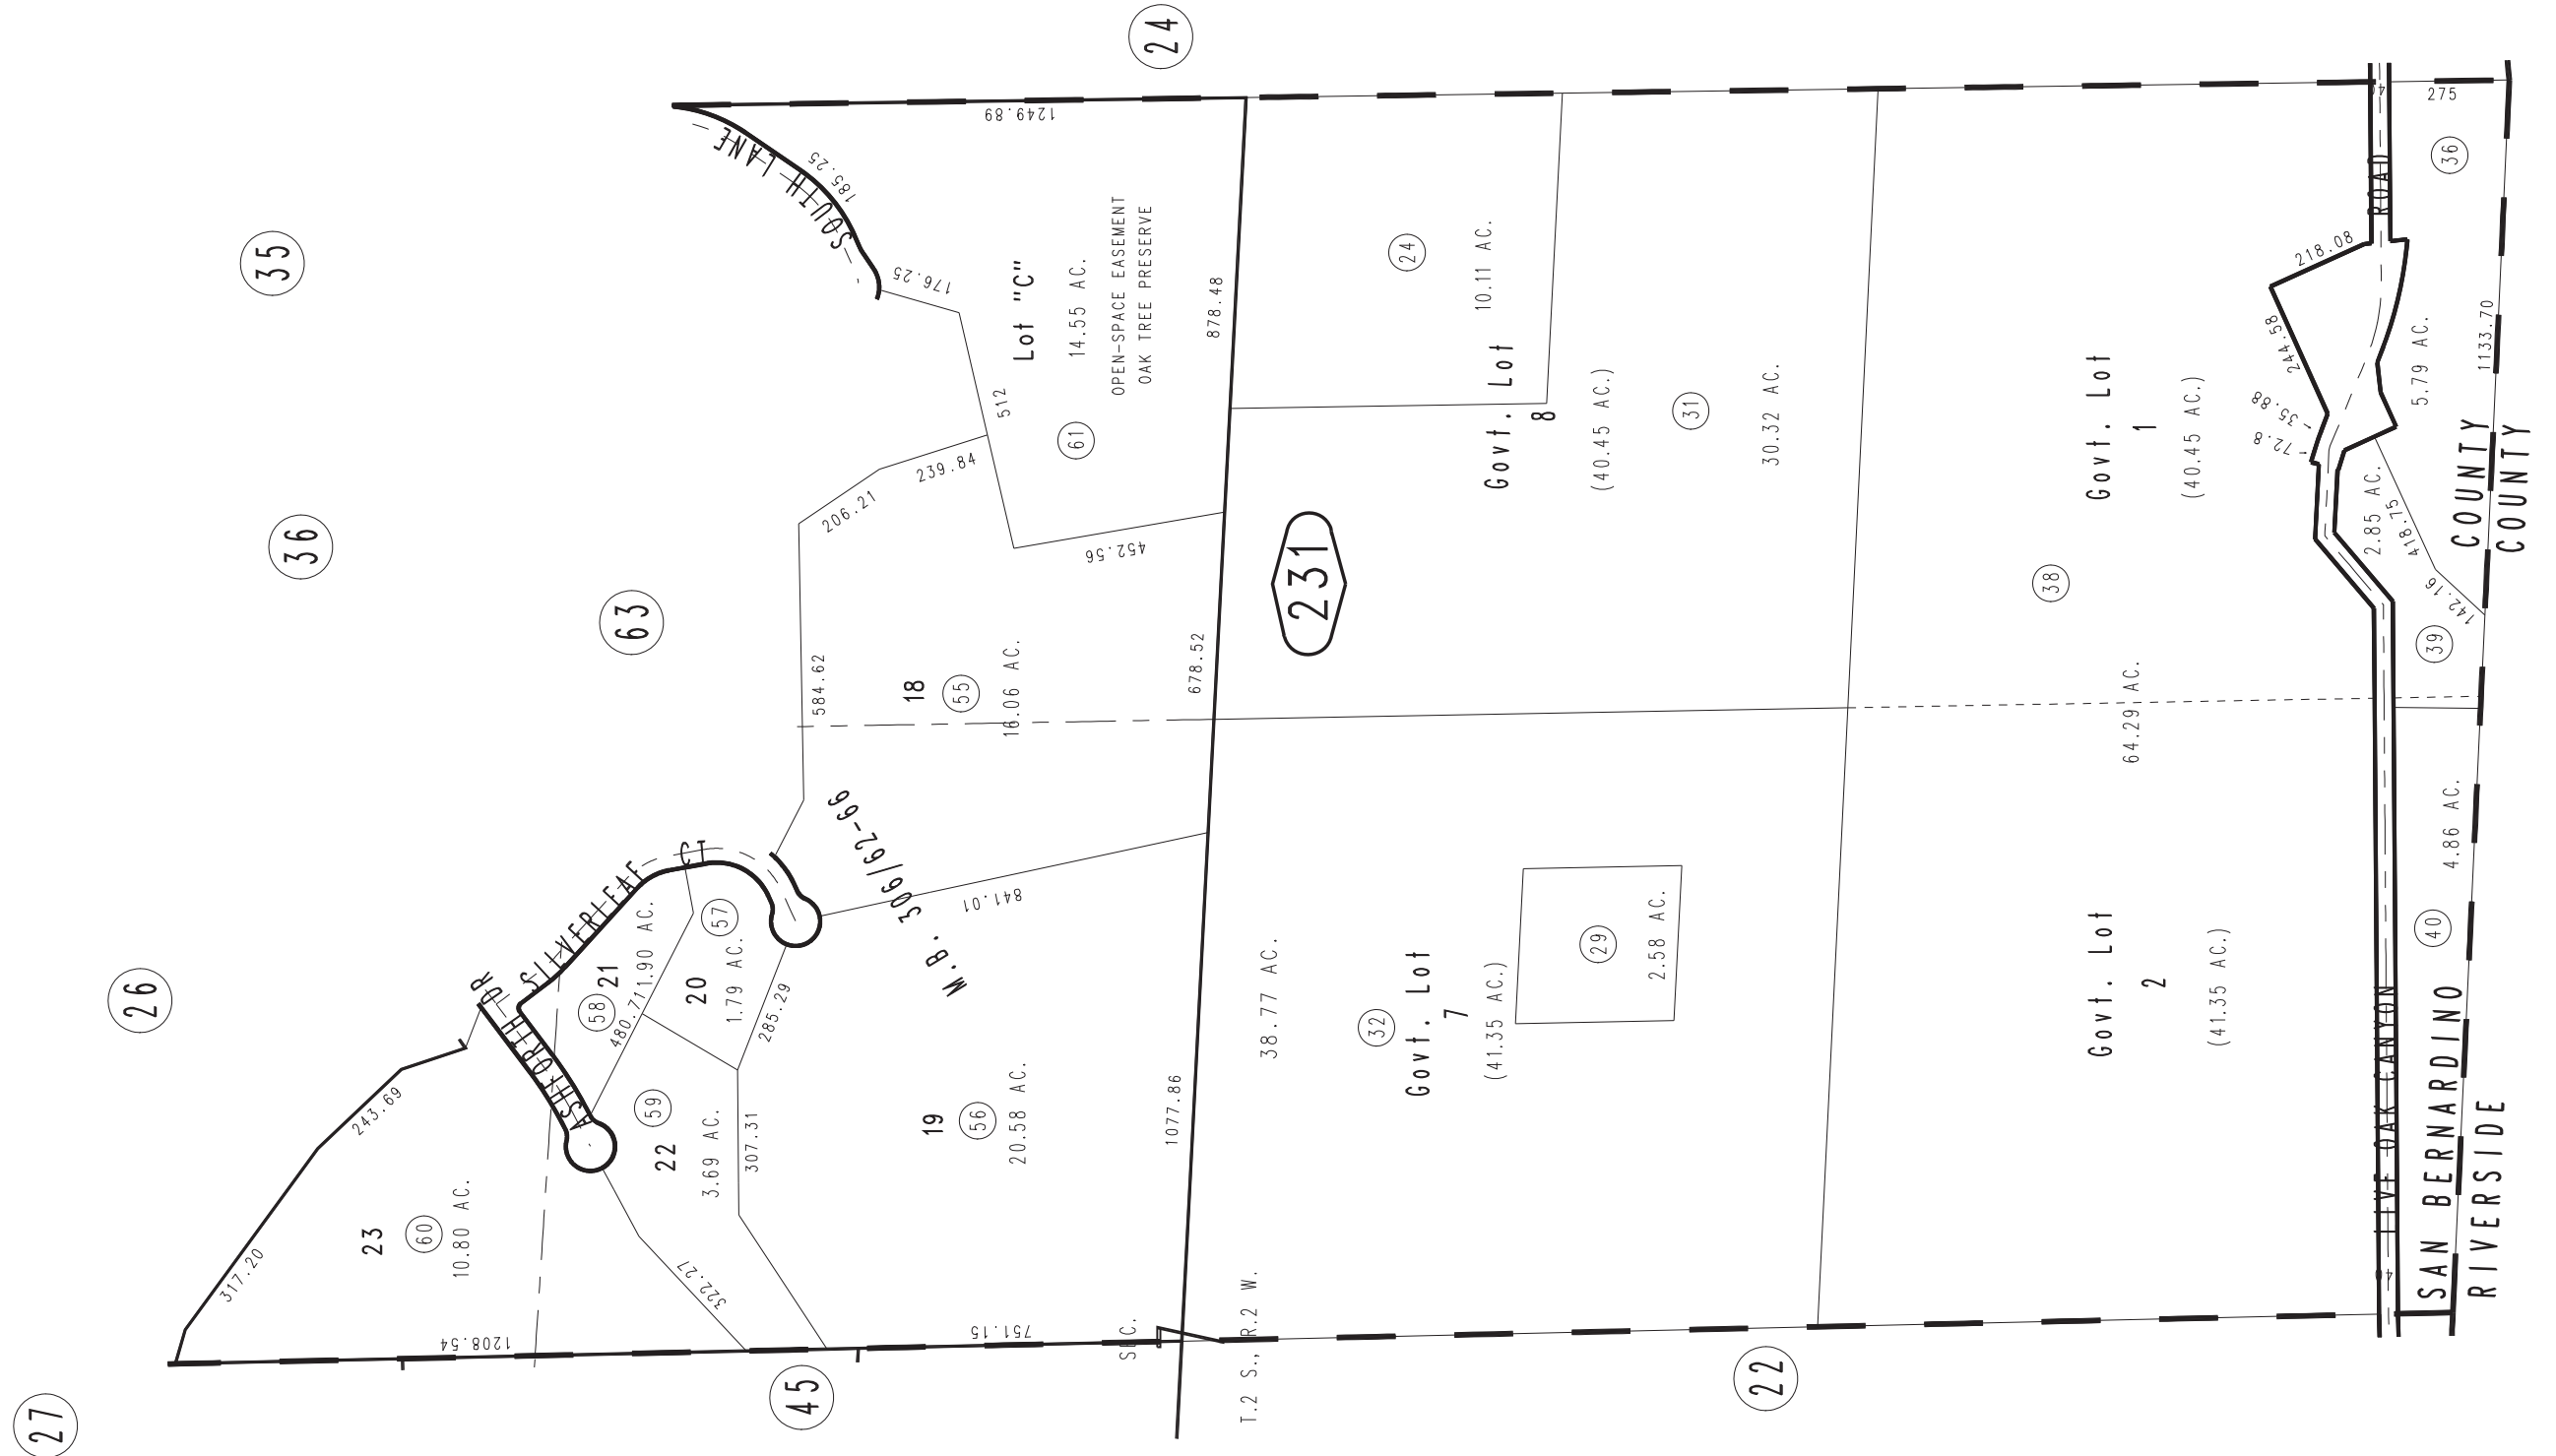 27
26
35
36
63
24
45
22
231
SOUTH LANE
185.25
1249.89
176.25
Lot "C"
14.55 AC.
OPEN-SPACE EASEMENT
OAK TREE PRESERVE
512
61
878.48
239.84
206.21
452.56
584.62
18
55
16.06 AC.
678.52
M.B. 306/62-66
841.01
SILVERLEAF CT
ASHFORTH DR
21
58
1.90 AC.
480.71
57
20
1.79 AC.
285.29
59
22
3.69 AC.
307.31
322.27
19
56
20.58 AC.
1077.86
243.69
317.20
23
60
10.80 AC.
1208.54
751.15
T.2 S., R.2 W.
24
10.11 AC.
Govt. Lot
8
(40.45 AC.)
31
30.32 AC.
38.77 AC.
32
Govt. Lot
7
(41.35 AC.)
29
2.58 AC.
Govt. Lot
1
(40.45 AC.)
38
64.29 AC.
Govt. Lot
2
(41.35 AC.)
218.08
244.58
35.88
72.8
LIVE OAK CANYON ROAD
40
40
275
36
5.79 AC.
1133.70
2.85 AC.
418.75
142.16
39
4.86 AC.
40
SAN BERNARDINO COUNTY
RIVERSIDE COUNTY